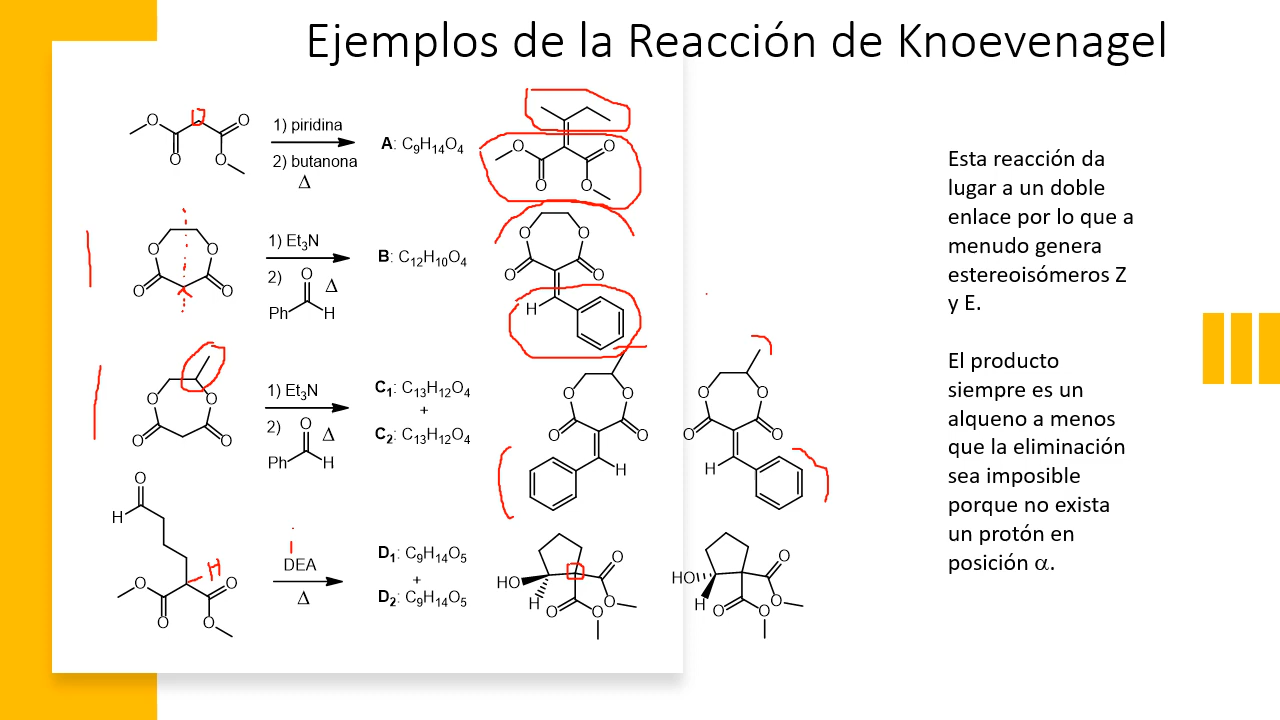 Ejemplos de la Reacción de Knoevenagel
O
O
O
O
1) piridina
2) butanona
Δ
A: C₉H₁₄O₄
O
O
O
O
O
O
O
O
1) Et₃N
2)
O
Δ
Ph
H
B: C₁₂H₁₀O₄
O
O
O
O
H
O
O
O
O
1) Et₃N
2)
O
Δ
Ph
H
C₁: C₁₃H₁₂O₄
+
C₂: C₁₃H₁₂O₄
O
O
O
O
H
O
O
O
O
H
O
H
H
O
O
O
O
DEA
Δ
D₁: C₉H₁₄O₅
+
D₂: C₉H₁₄O₅
O
HO
H
O
O
O
O
HO
H
O
O
O
Esta reacción da
lugar a un doble
enlace por lo que a
menudo genera
estereoisómeros Z
y E.
El producto
siempre es un
alqueno a menos
que la eliminación
sea imposible
porque no exista
un protón en
posición α.